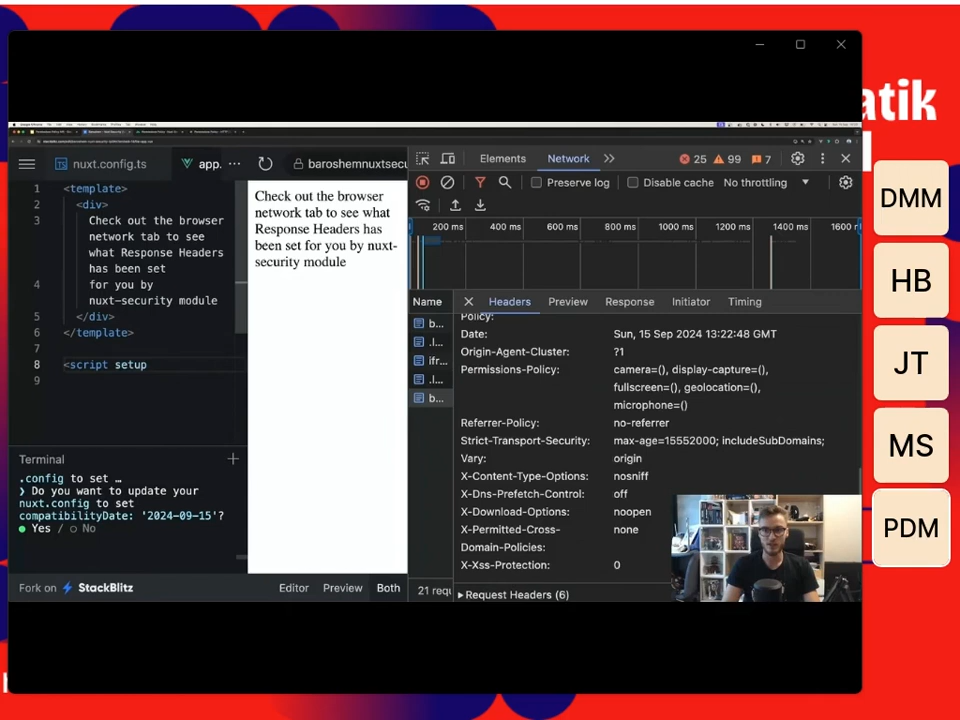 atik
nuxt.config.ts
app.
baroshemnuxtsecu
1 <template>
2 <div>
3 Check out the browser
network tab to see
what Response Headers
has been set
4 for you by
nuxt-security module
5 </div>
6 </template>
7
8 <script setup
9
Check out the browser
network tab to see what
Response Headers has
been set for you by nuxt-
security module
Terminal
.config to set …
❯ Do you want to update your
nuxt.config to set
compatibilityDate: '2024-09-15'?
● Yes / ○ No
Fork on StackBlitz
Editor Preview Both
Elements Network 25 99 7
Preserve log Disable cache No throttling
200 ms 400 ms 600 ms 800 ms 1000 ms 1200 ms 1400 ms 1600 m
Name Headers Preview Response Initiator Timing
b...
.l...
ifr...
.l...
b...
Policy:
Date: Sun, 15 Sep 2024 13:22:48 GMT
Origin-Agent-Cluster: ?1
Permissions-Policy: camera=(), display-capture=(),
fullscreen=(), geolocation=(),
microphone=()
Referrer-Policy: no-referrer
Strict-Transport-Security: max-age=15552000; includeSubDomains;
Vary: origin
X-Content-Type-Options: nosniff
X-Dns-Prefetch-Control: off
X-Download-Options: noopen
X-Permitted-Cross- none
Domain-Policies:
X-Xss-Protection: 0
Request Headers (6)
21 requ
DMM
HB
JT
MS
PDM